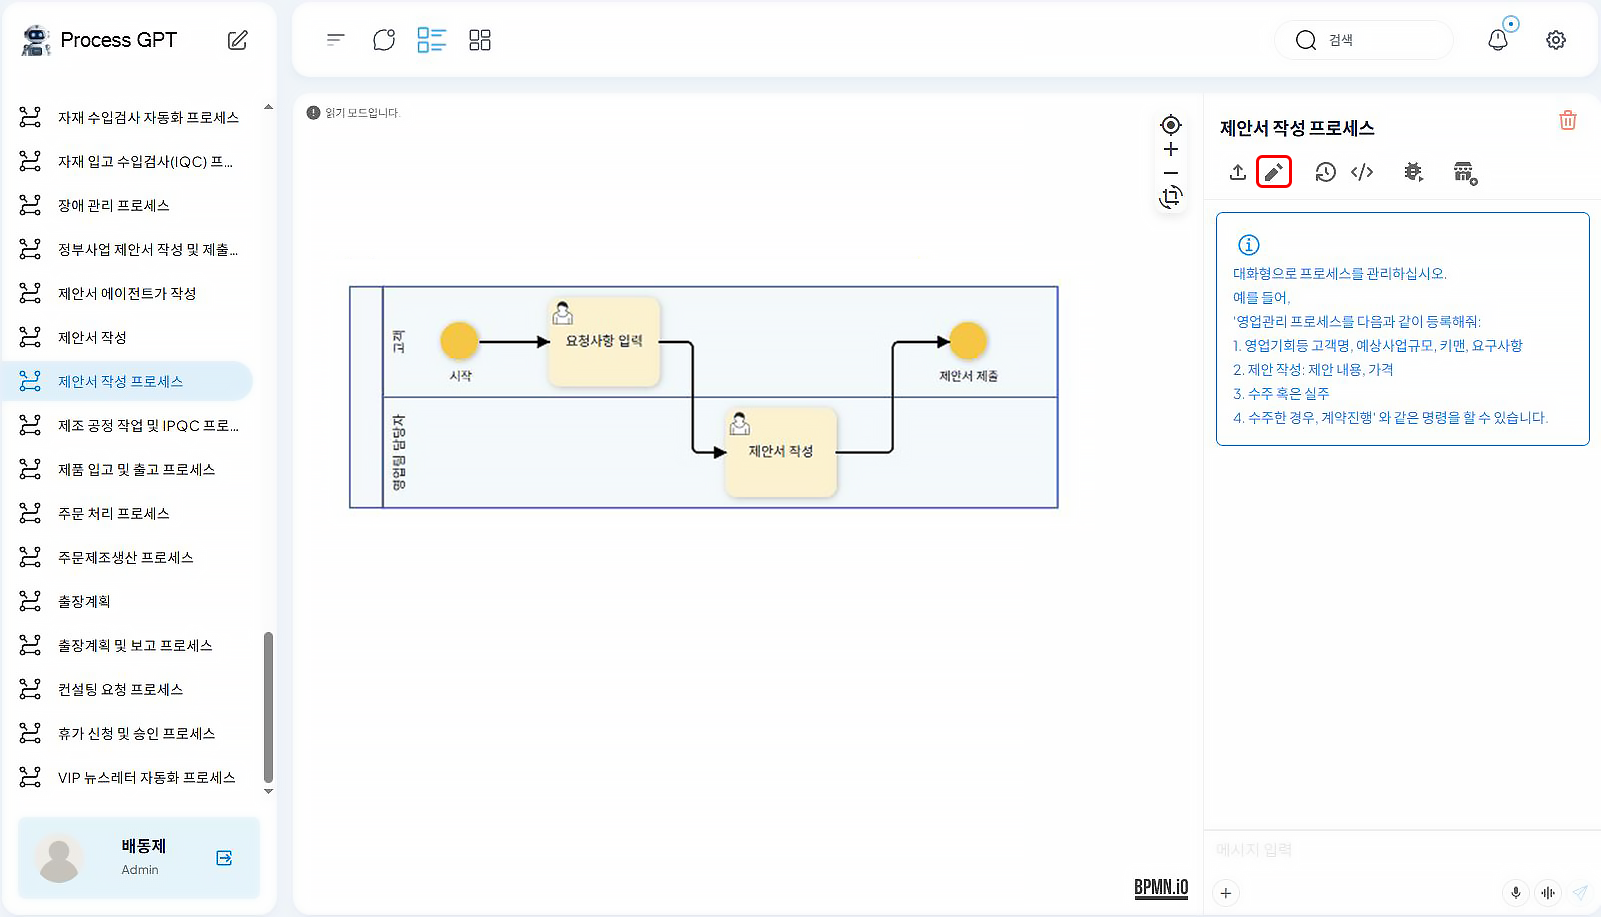 Process GPT
자재 수입검사 자동화 프로세스
자재 입고 수입검사(IQC) 프...
장애 관리 프로세스
정부사업 제안서 작성 및 제출...
제안서 에이전트가 작성
제안서 작성
제안서 작성 프로세스
제조 공정 작업 및 IPQC 프로...
제품 입고 및 출고 프로세스
주문 처리 프로세스
주문제조생산 프로세스
출장계획
출장계획 및 보고 프로세스
컨설팅 요청 프로세스
휴가 신청 및 승인 프로세스
VIP 뉴스레터 자동화 프로세스
배동제
Admin
검색
읽기 모드입니다.
고객
시작
요청사항 입력
제안서 제출
영업팀 담당자
제안서 작성
BPMN.iO
제안서 작성 프로세스
대화형으로 프로세스를 관리하십시오.
예를 들어,
'영업관리 프로세스를 다음과 같이 등록해줘:
1. 영업기회등 고객명, 예상사업규모, 키맨, 요구사항
2. 제안 작성: 제안 내용, 가격
3. 수주 혹은 실주
4. 수주한 경우, 계약진행' 와 같은 명령을 할 수 있습니다.
메시지 입력